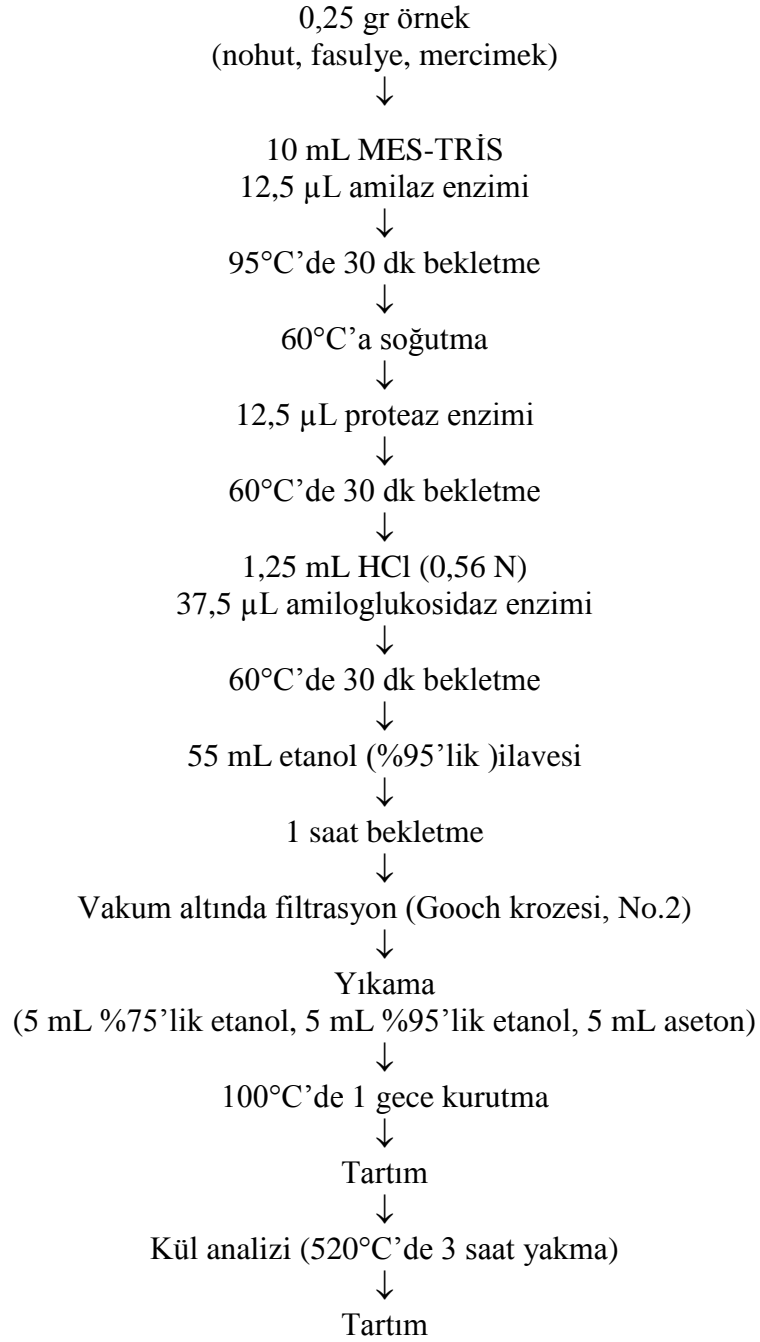 0,25 gr örnek
(nohut, fasulye, mercimek)
↓
10 mL MES-TRİS
12,5 µL amilaz enzimi
↓
95°C’de 30 dk bekletme
↓
60°C’a soğutma
↓
12,5 µL proteaz enzimi
↓
60°C’de 30 dk bekletme
↓
1,25 mL HCl (0,56 N)
37,5 µL amiloglukosidaz enzimi
↓
60°C’de 30 dk bekletme
↓
55 mL etanol (%95’lik )ilavesi
↓
1 saat bekletme
↓
Vakum altında filtrasyon (Gooch krozesi, No.2)
↓
Yıkama
(5 mL %75’lik etanol, 5 mL %95’lik etanol, 5 mL aseton)
↓
100°C’de 1 gece kurutma
↓
Tartım
↓
Kül analizi (520°C’de 3 saat yakma)
↓
Tartım